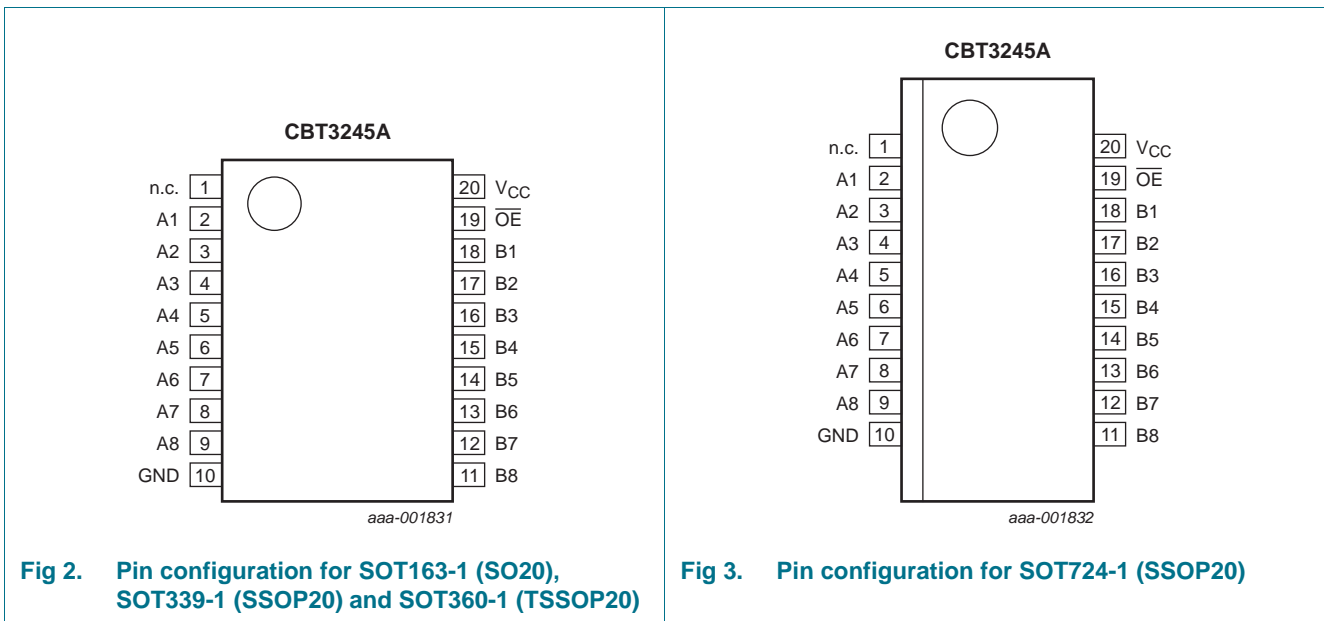 CBT3245A
n.c. 1 20 VCC
A1 2 19 O̅E̅
A2 3 18 B1
A3 4 17 B2
A4 5 16 B3
A5 6 15 B4
A6 7 14 B5
A7 8 13 B6
A8 9 12 B7
GND 10 11 B8
aaa-001831
Fig 2. Pin configuration for SOT163-1 (SO20),
SOT339-1 (SSOP20) and SOT360-1 (TSSOP20)
CBT3245A
n.c. 1 20 VCC
A1 2 19 O̅E̅
A2 3 18 B1
A3 4 17 B2
A4 5 16 B3
A5 6 15 B4
A6 7 14 B5
A7 8 13 B6
A8 9 12 B7
GND 10 11 B8
aaa-001832
Fig 3. Pin configuration for SOT724-1 (SSOP20)